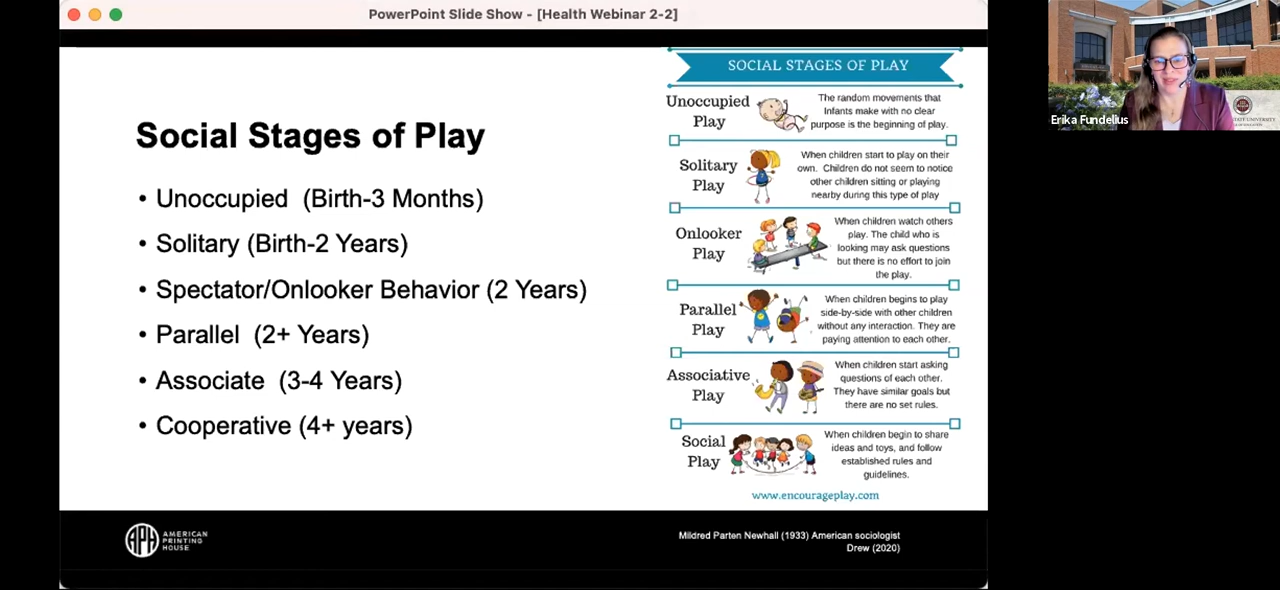 PowerPoint Slide Show - [Health Webinar 2-2]
Social Stages of Play
• Unoccupied (Birth-3 Months)
• Solitary (Birth-2 Years)
• Spectator/Onlooker Behavior (2 Years)
• Parallel (2+ Years)
• Associate (3-4 Years)
• Cooperative (4+ years)
SOCIAL STAGES OF PLAY
Unoccupied
Play
The random movements that
Infants make with no clear
purpose is the beginning of play.
Solitary
Play
When children start to play on their
own. Children do not seem to notice
other children sitting or playing
nearby during this type of play
Onlooker
Play
When children watch others
play. The child who is
looking may ask questions
but there is no effort to join
the play.
Parallel
Play
When children begins to play
side-by-side with other children
without any interaction. They are
paying attention to each other.
Associative
Play
When children start asking
questions of each other.
They have similar goals but
there are no set rules.
Social
Play
When children begin to share
ideas and toys, and follow
established rules and
guidelines.
www.encourageplay.com
APH
AMERICAN
PRINTING
HOUSE
Mildred Parten Newhall (1933) American sociologist
Drew (2020)
Erika Fundelius
UNIVERSITY